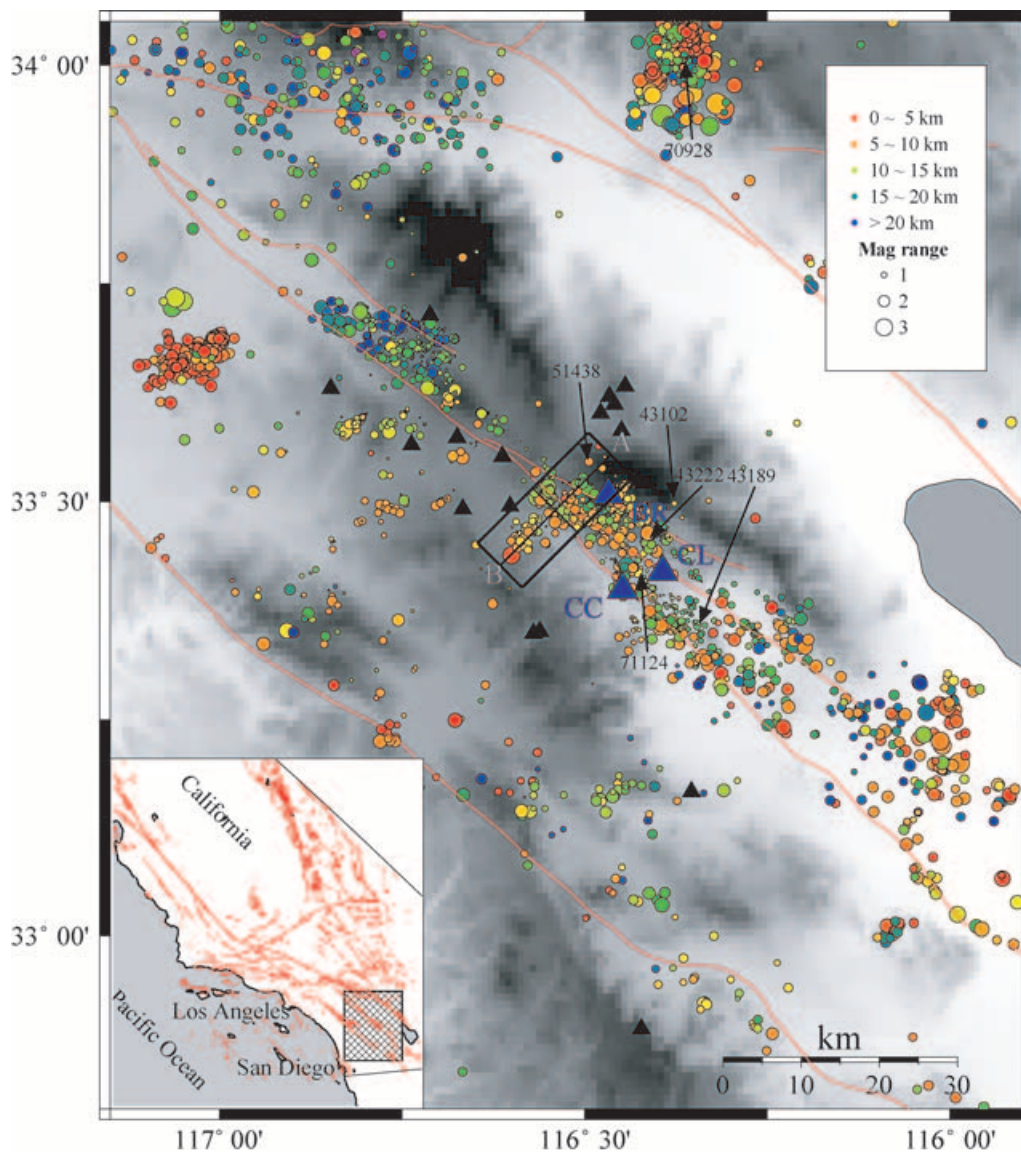 34° 00'
70928
0 ~ 5 km
5 ~ 10 km
10 ~ 15 km
15 ~ 20 km
> 20 km
Mag range
1
2
3
51438
43102
A
43222
43189
33° 30'
BR
CL
B
CC
71124
California
33° 00'
Los Angeles
Pacific Ocean
San Diego
km
0 10 20 30
117° 00'
116° 30'
116° 00'